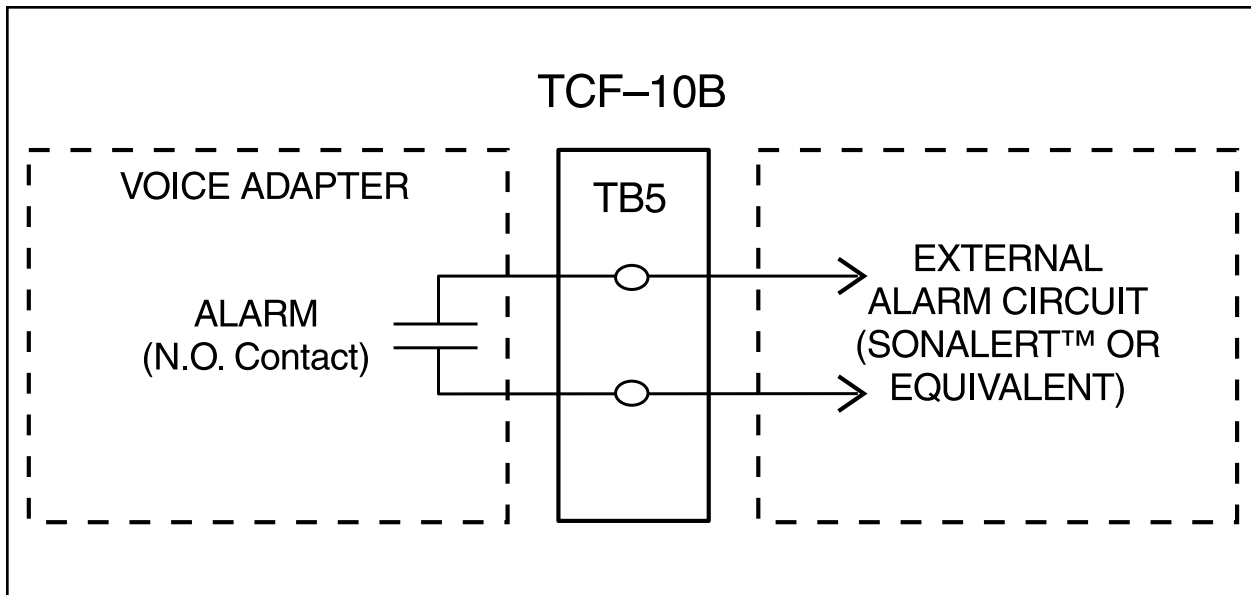 TCF–10B
VOICE ADAPTER
TB5
ALARM
(N.O. Contact)
EXTERNAL
ALARM CIRCUIT
(SONALERT™ OR
EQUIVALENT)